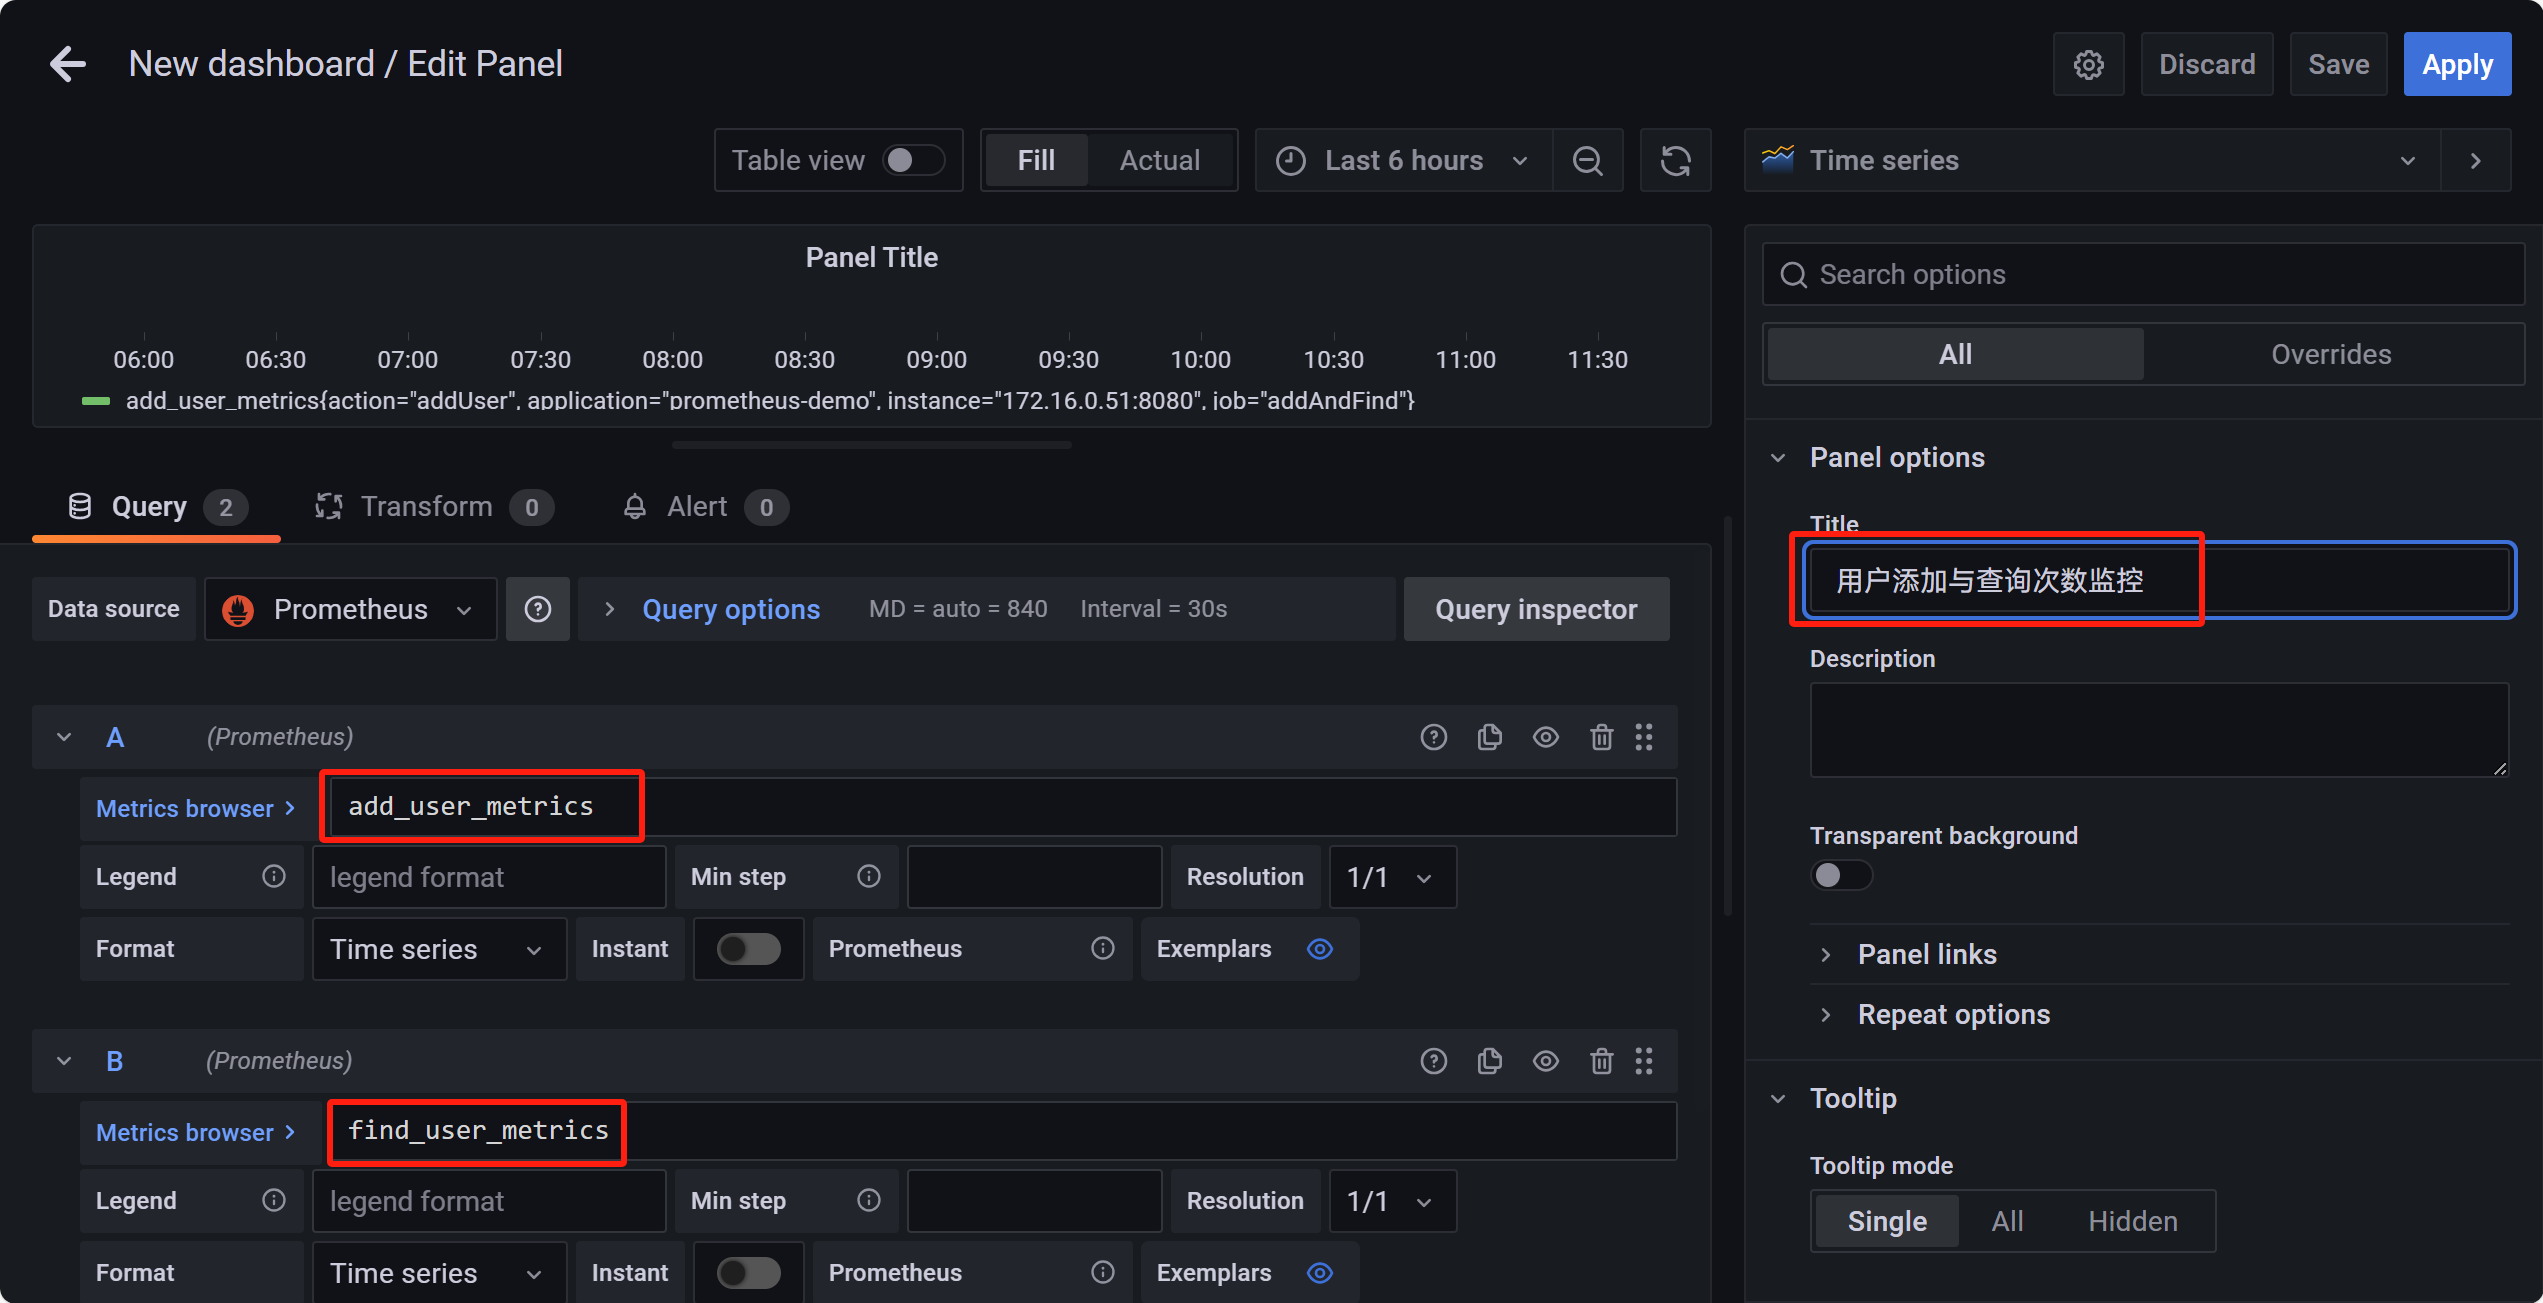 New dashboard / Edit Panel
Discard
Save
Apply
Table view
Fill
Actual
Last 6 hours
Time series
Panel Title
06:00
06:30
07:00
07:30
08:00
08:30
09:00
09:30
10:00
10:30
11:00
11:30
add_user_metrics{action="addUser", application="prometheus-demo", instance="172.16.0.51:8080", job="addAndFind"}
Query 2
Transform 0
Alert 0
Data source
Prometheus
Query options
MD = auto = 840
Interval = 30s
Query inspector
A
(Prometheus)
Metrics browser
add_user_metrics
Legend
legend format
Min step
Resolution
1/1
Format
Time series
Instant
Prometheus
Exemplars
B
(Prometheus)
Metrics browser
find_user_metrics
Legend
legend format
Min step
Resolution
1/1
Format
Time series
Instant
Prometheus
Exemplars
Search options
All
Overrides
Panel options
Title
用户添加与查询次数监控
Description
Transparent background
Panel links
Repeat options
Tooltip
Tooltip mode
Single
All
Hidden